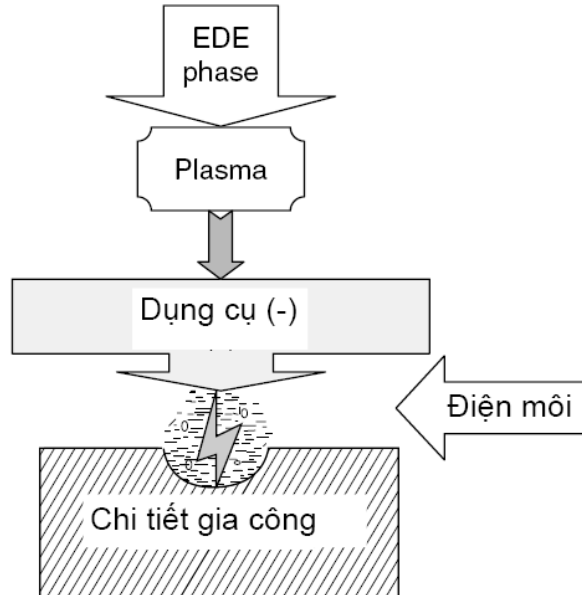 EDE
phase
Plasma
Dụng cụ (-)
Điện môi
Chi tiết gia công